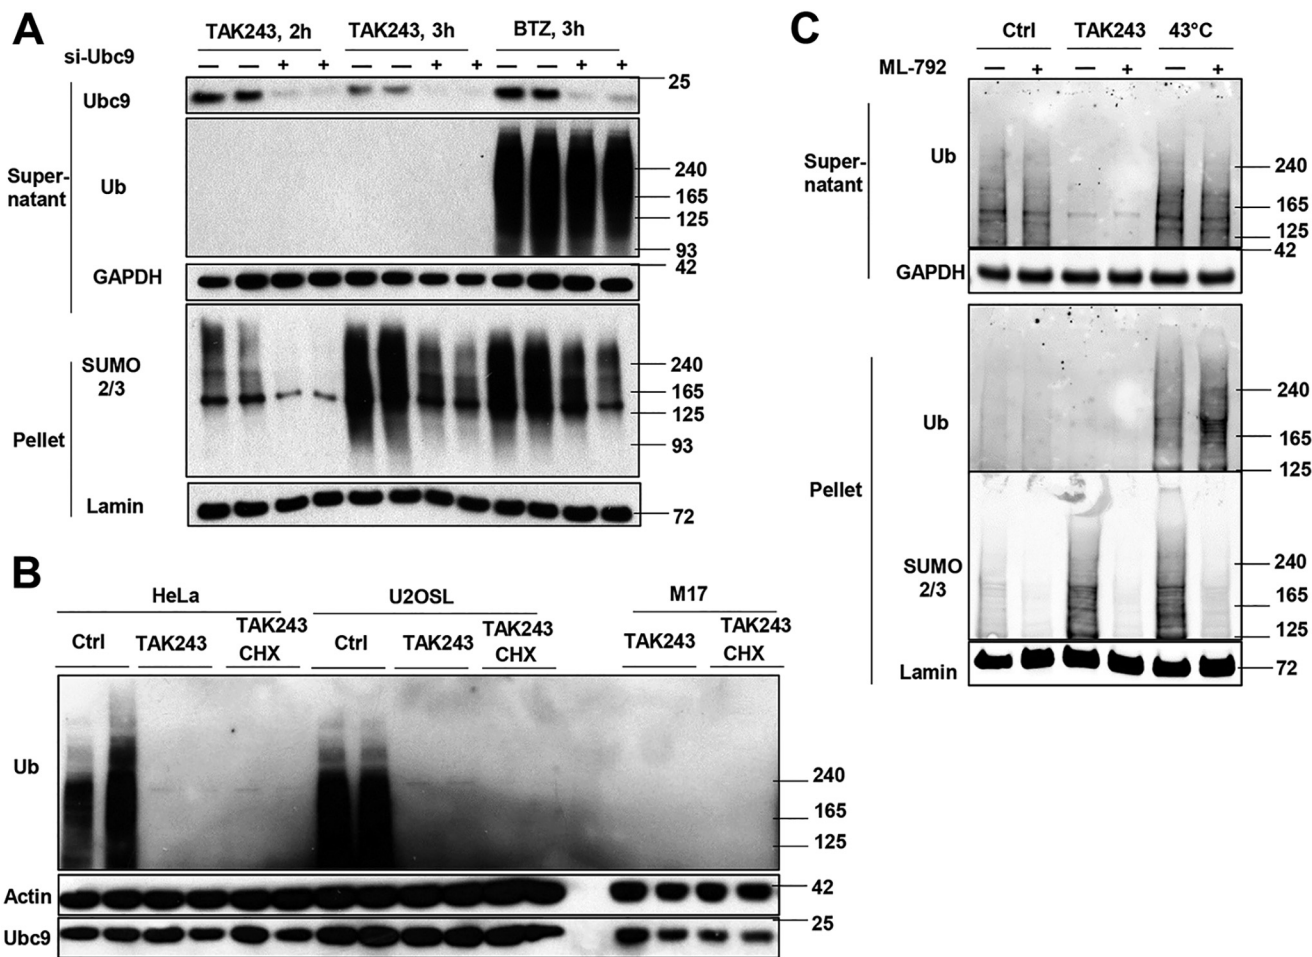 A
TAK243, 2h TAK243, 3h BTZ, 3h
si-Ubc9 — — + + — — + + — — + +
Ubc9 25
Super-
natant
Ub
240
165
125
93
GAPDH 42
Pellet
SUMO
2/3
240
165
125
93
Lamin 72
B
HeLa U2OSL M17
Ctrl TAK243 TAK243
CHX
Ctrl TAK243 TAK243
CHX
TAK243 TAK243
CHX
Ub
240
165
125
Actin 42
Ubc9 25
C
Ctrl TAK243 43°C
ML-792 — + — + — +
Super-
natant
Ub
240
165
125
GAPDH 42
Pellet
Ub
240
165
125
SUMO
2/3
240
165
125
Lamin 72